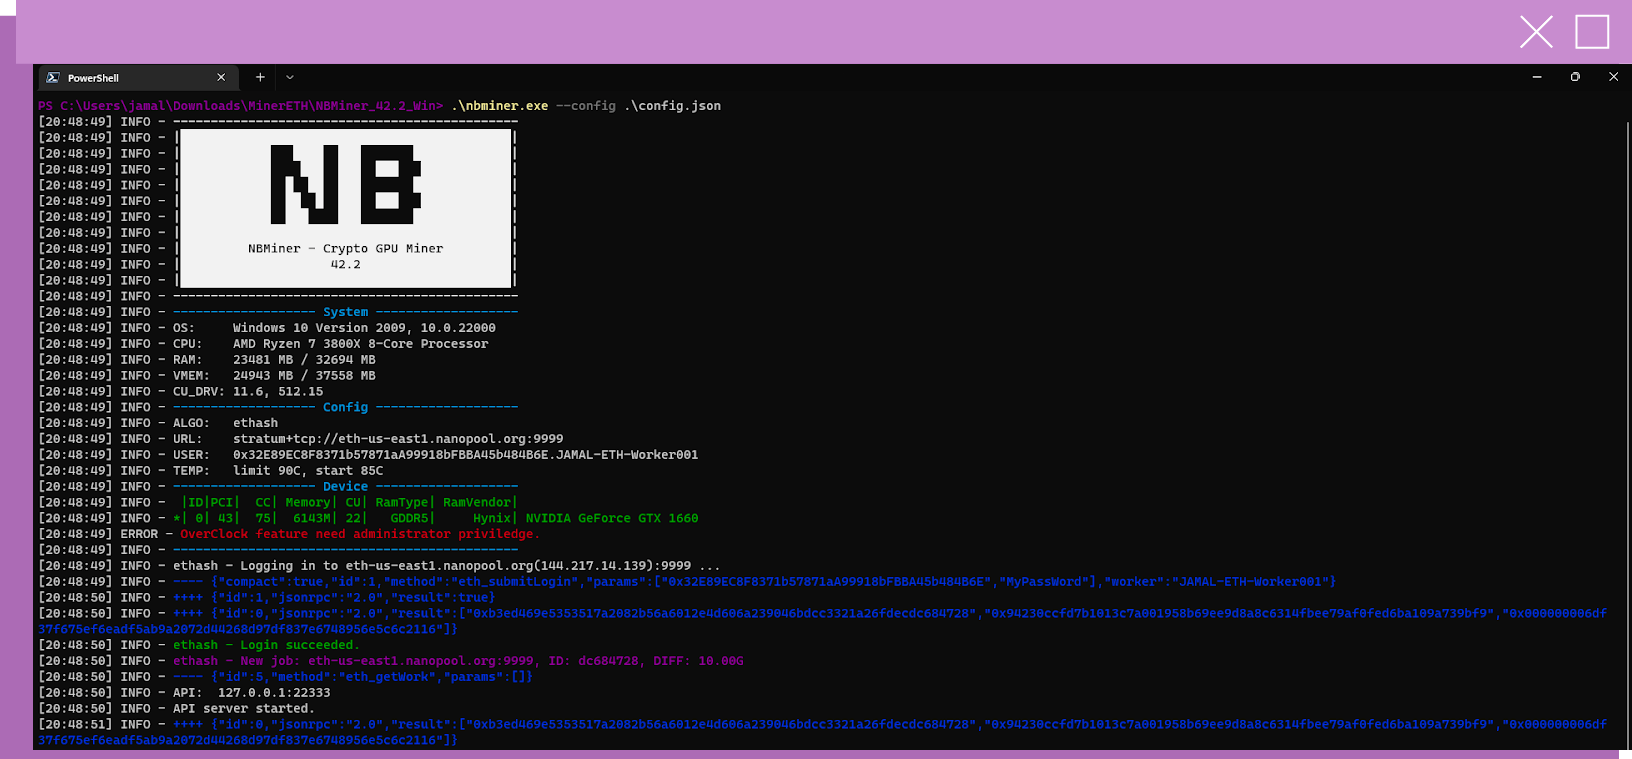 PowerShell
PS C:\Users\jamal\Downloads\MinerETH\NBMiner_42.2_Win> .\nbminer.exe --config .\config.json
[20:48:49] INFO - ----------------------------------------------
[20:48:49] INFO - |                                            |
[20:48:49] INFO - |                                            |
[20:48:49] INFO - |                                            |
[20:48:49] INFO - |                    NB                      |
[20:48:49] INFO - |                                            |
[20:48:49] INFO - |                                            |
[20:48:49] INFO - |                                            |
[20:48:49] INFO - |         NBMiner - Crypto GPU Miner         |
[20:48:49] INFO - |                    42.2                    |
[20:48:49] INFO - |                                            |
[20:48:49] INFO - ----------------------------------------------
[20:48:49] INFO - ------------------- System -------------------
[20:48:49] INFO - OS:     Windows 10 Version 2009, 10.0.22000
[20:48:49] INFO - CPU:    AMD Ryzen 7 3800X 8-Core Processor
[20:48:49] INFO - RAM:    23481 MB / 32694 MB
[20:48:49] INFO - VMEM:   24943 MB / 37558 MB
[20:48:49] INFO - CU_DRV: 11.6, 512.15
[20:48:49] INFO - ------------------- Config -------------------
[20:48:49] INFO - ALGO:   ethash
[20:48:49] INFO - URL:    stratum+tcp://eth-us-east1.nanopool.org:9999
[20:48:49] INFO - USER:   0x32E89EC8F8371b57871aA99918bFBBA45b484B6E.JAMAL-ETH-Worker001
[20:48:49] INFO - TEMP:   limit 90C, start 85C
[20:48:49] INFO - ------------------- Device -------------------
[20:48:49] INFO -  |ID|PCI|  CC| Memory| CU| RamType| RamVendor|
[20:48:49] INFO - *| 0| 43|  75|  6143M| 22|   GDDR5|     Hynix| NVIDIA GeForce GTX 1660
[20:48:49] ERROR - OverClock feature need administrator priviledge.
[20:48:49] INFO - ----------------------------------------------
[20:48:49] INFO - ethash - Logging in to eth-us-east1.nanopool.org(144.217.14.139):9999 ...
[20:48:49] INFO - ---- {"compact":true,"id":1,"method":"eth_submitLogin","params":["0x32E89EC8F8371b57871aA99918bFBBA45b484B6E","MyPassWord"],"worker":"JAMAL-ETH-Worker001"}
[20:48:50] INFO - ++++ {"id":1,"jsonrpc":"2.0","result":true}
[20:48:50] INFO - ++++ {"id":0,"jsonrpc":"2.0","result":["0xb3ed469e5353517a2082b56a6012e4d606a239046bdcc3321a26fdecdc684728","0x94230ccfd7b1013c7a001958b69ee9d8a8c6314fbee79af0fed6ba109a739bf9","0x000000006df
37f675ef6eadf5ab9a2072d44268d97df837e6748956e5c6c2116"]}
[20:48:50] INFO - ethash - Login succeeded.
[20:48:50] INFO - ethash - New job: eth-us-east1.nanopool.org:9999, ID: dc684728, DIFF: 10.00G
[20:48:50] INFO - ---- {"id":5,"method":"eth_getWork","params":[]}
[20:48:50] INFO - API:  127.0.0.1:22333
[20:48:50] INFO - API server started.
[20:48:51] INFO - ++++ {"id":0,"jsonrpc":"2.0","result":["0xb3ed469e5353517a2082b56a6012e4d606a239046bdcc3321a26fdecdc684728","0x94230ccfd7b1013c7a001958b69ee9d8a8c6314fbee79af0fed6ba109a739bf9","0x000000006df
37f675ef6eadf5ab9a2072d44268d97df837e6748956e5c6c2116"]}